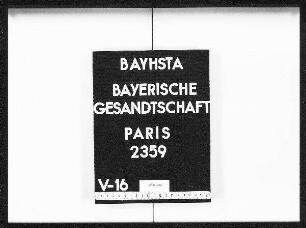 BAYHSTA
BAYERISCHE
GESANDTSCHAFT
PARIS
2359
V-16